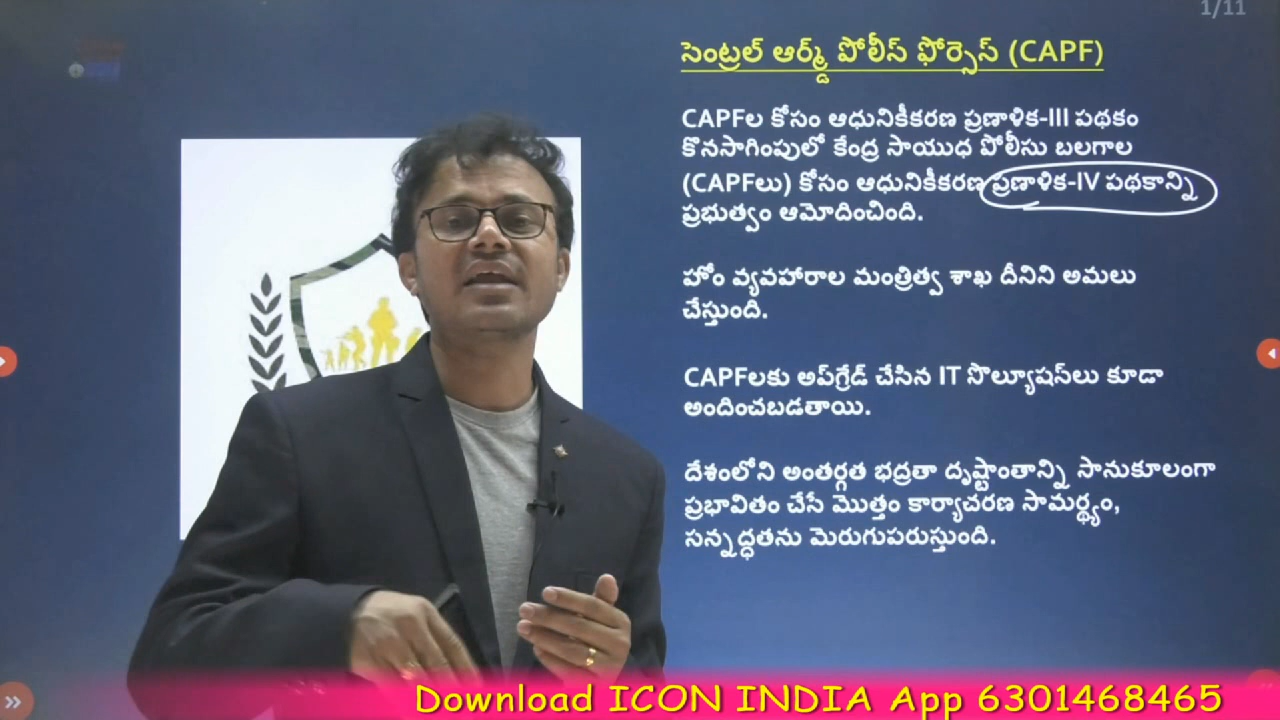 1/11
సెంట్రల్ ఆర్మ్డ్ పోలీస్ ఫోర్సెస్ (CAPF)
CAPFల కోసం ఆధునికీకరణ ప్రణాళిక-III పథకం
కొనసాగింపులో కేంద్ర సాయుధ పోలీసు బలగాల
(CAPFలు) కోసం ఆధునికీకరణ ప్రణాళిక-IV పథకాన్ని
ప్రభుత్వం ఆమోదించింది.
హోం వ్యవహారాల మంత్రిత్వ శాఖ దీనిని అమలు
చేస్తుంది.
CAPFలకు అప్‌గ్రేడ్ చేసిన IT సొల్యూషన్‌లు కూడా
అందించబడతాయి.
దేశంలోని అంతర్గత భద్రతా దృష్టాంతాన్ని సానుకూలంగా
ప్రభావితం చేసే మొత్తం కార్యాచరణ సామర్థ్యం,
సన్నద్ధతను మెరుగుపరుస్తుంది.
Download ICON INDIA App 6301468465